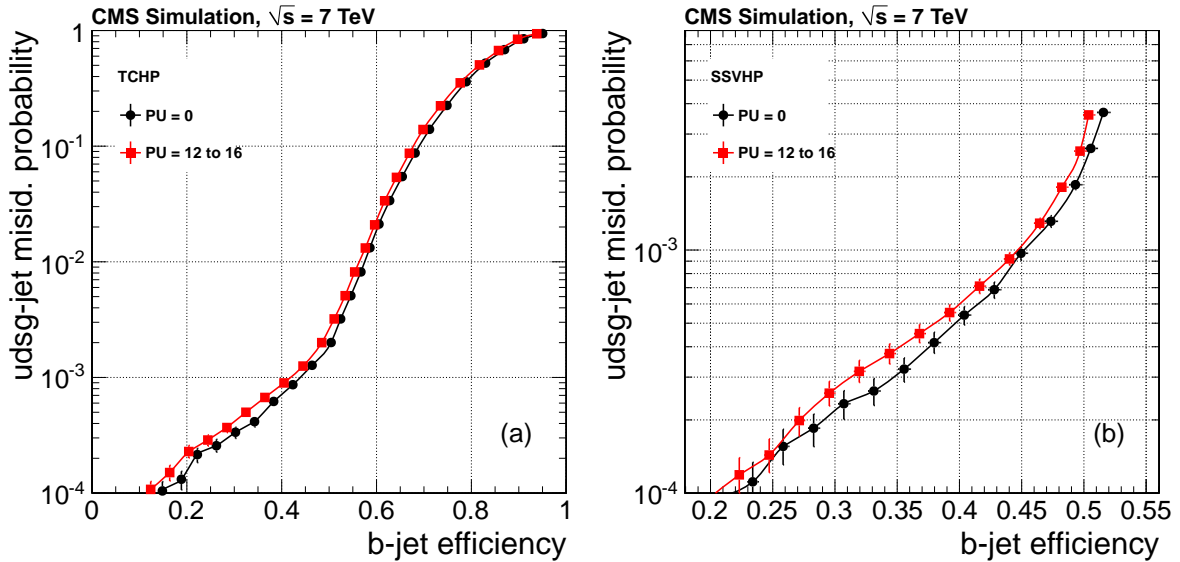 CMS Simulation, √s = 7 TeV
udsg-jet misid. probability
1
10⁻¹
10⁻²
10⁻³
10⁻⁴
TCHP
PU = 0
PU = 12 to 16
(a)
0 0.2 0.4 0.6 0.8 1
b-jet efficiency
CMS Simulation, √s = 7 TeV
udsg-jet misid. probability
10⁻³
10⁻⁴
SSVHP
PU = 0
PU = 12 to 16
(b)
0.2 0.25 0.3 0.35 0.4 0.45 0.5 0.55
b-jet efficiency